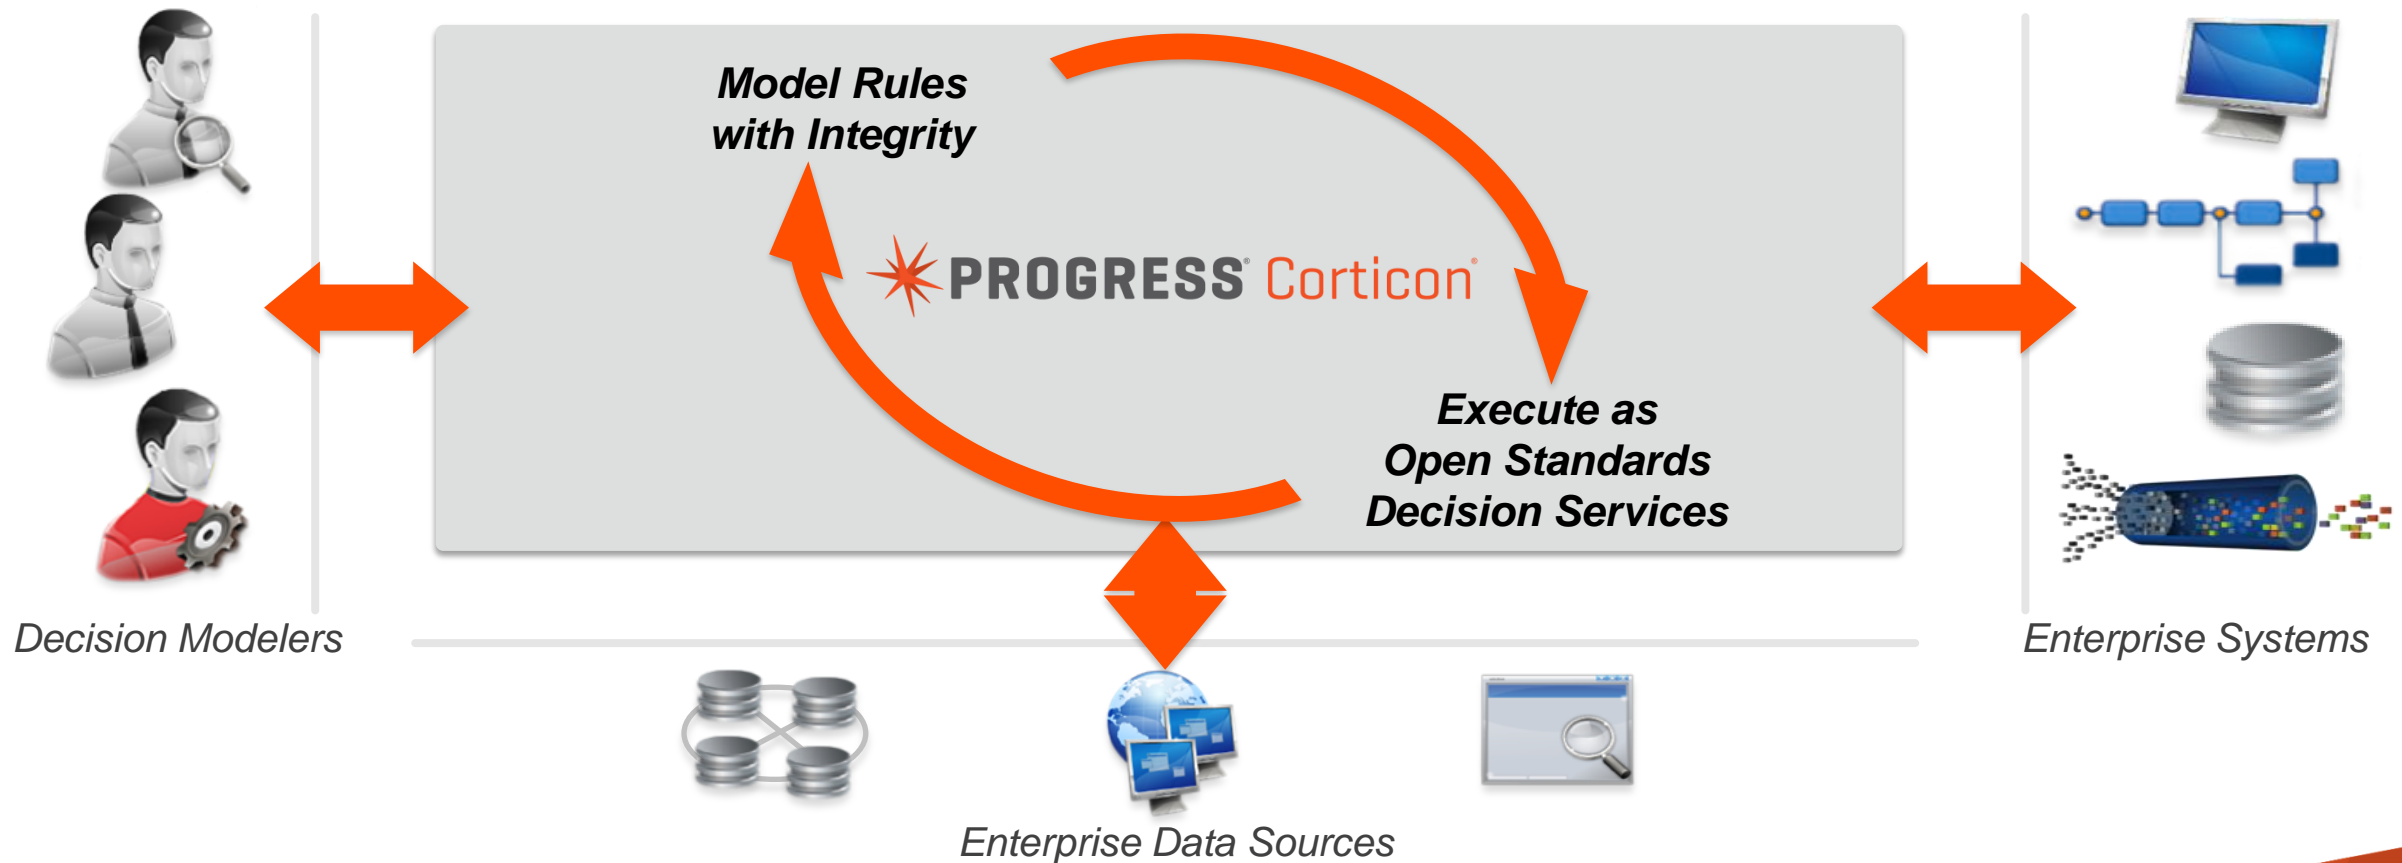 Model Rules
with Integrity
PROGRESS® Corticon®
Execute as
Open Standards
Decision Services
Decision Modelers
Enterprise Systems
Enterprise Data Sources